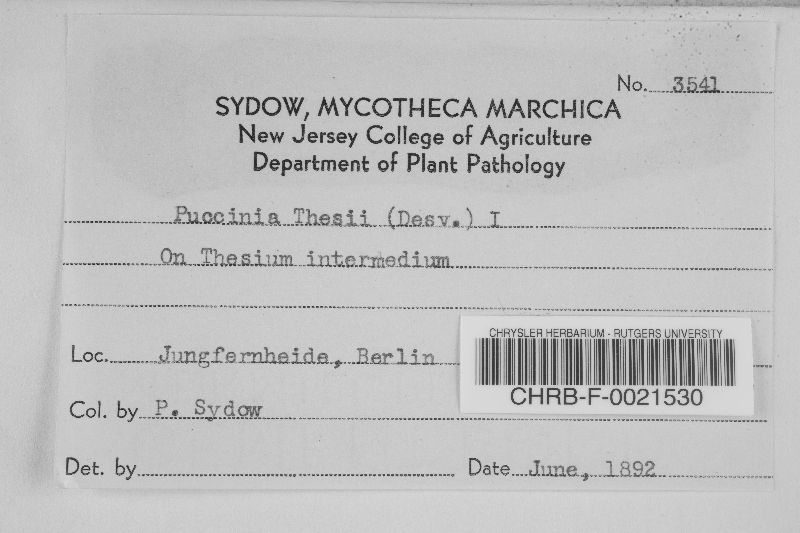 No. 3541
SYDOW, MYCOTHECA MARCHICA
New Jersey College of Agriculture
Department of Plant Pathology
Puccinia Thesii (Desv.) I
On Thesium intermedium
CHRYSLER HERBARIUM - RUTGERS UNIVERSITY
Loc. Jungfernheide, Berlin
CHRB-F-0021530
Col. by P. Sydow
Det. by
Date June, 1892